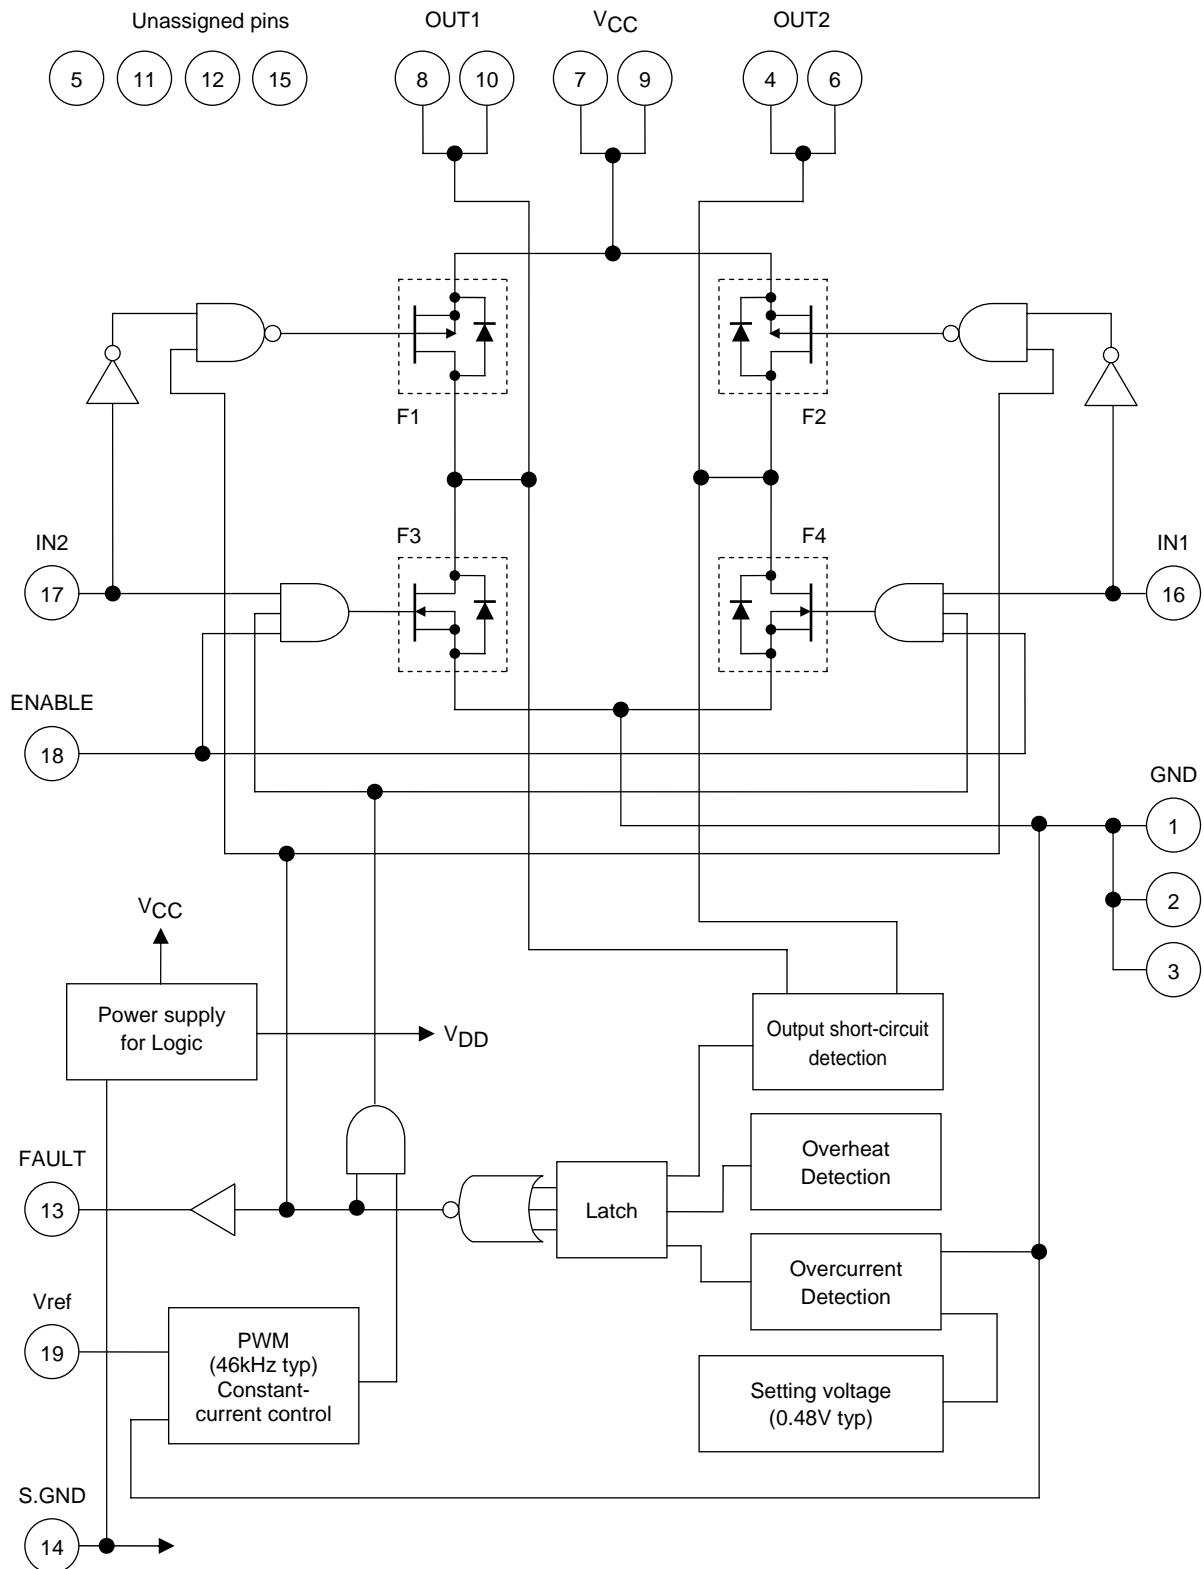 Unassigned pins
OUT1
VCC
OUT2
5
11
12
15
8
10
7
9
4
6
F1
F2
IN2
F3
F4
IN1
17
16
ENABLE
18
GND
1
2
3
VCC
Power supply
for Logic
VDD
Output short-circuit
detection
FAULT
13
Overheat
Detection
Latch
Overcurrent
Detection
Vref
19
PWM
(46kHz typ)
Constant-
current control
Setting voltage
(0.48V typ)
S.GND
14